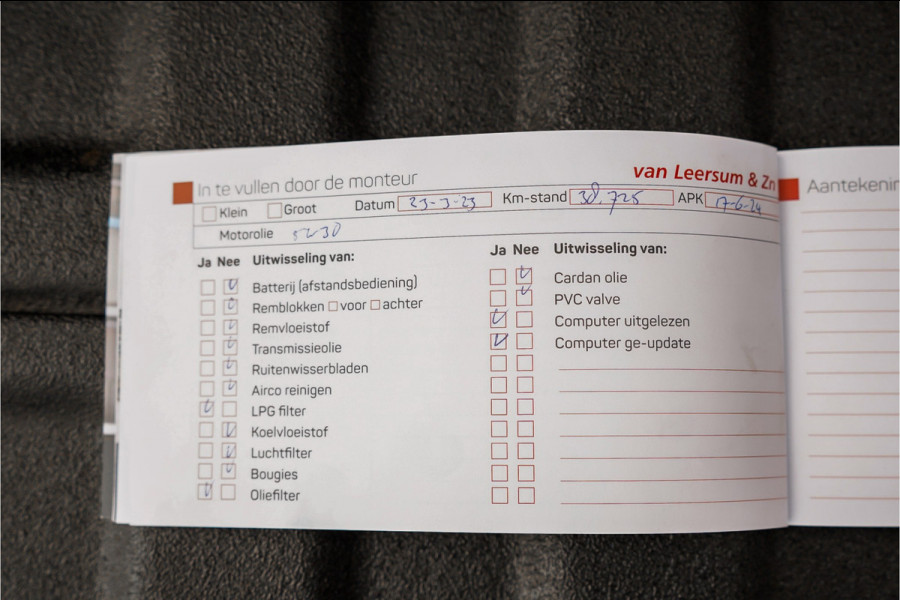 In te vullen door de monteur
van Leersum & Zn
Klein Groot Datum 23-3-23 Km-stand 38.725 APK 17-6-24
Motorolie 5W30
Ja Nee Uitwisseling van:
Batterij (afstandsbediening)
Remblokken voor achter
Remvloeistof
Transmissieolie
Ruitenwisserbladen
Airco reinigen
LPG filter
Koelvloeistof
Luchtfilter
Bougies
Oliefilter
Ja Nee Uitwisseling van:
Cardan olie
PVC valve
Computer uitgelezen
Computer ge-update